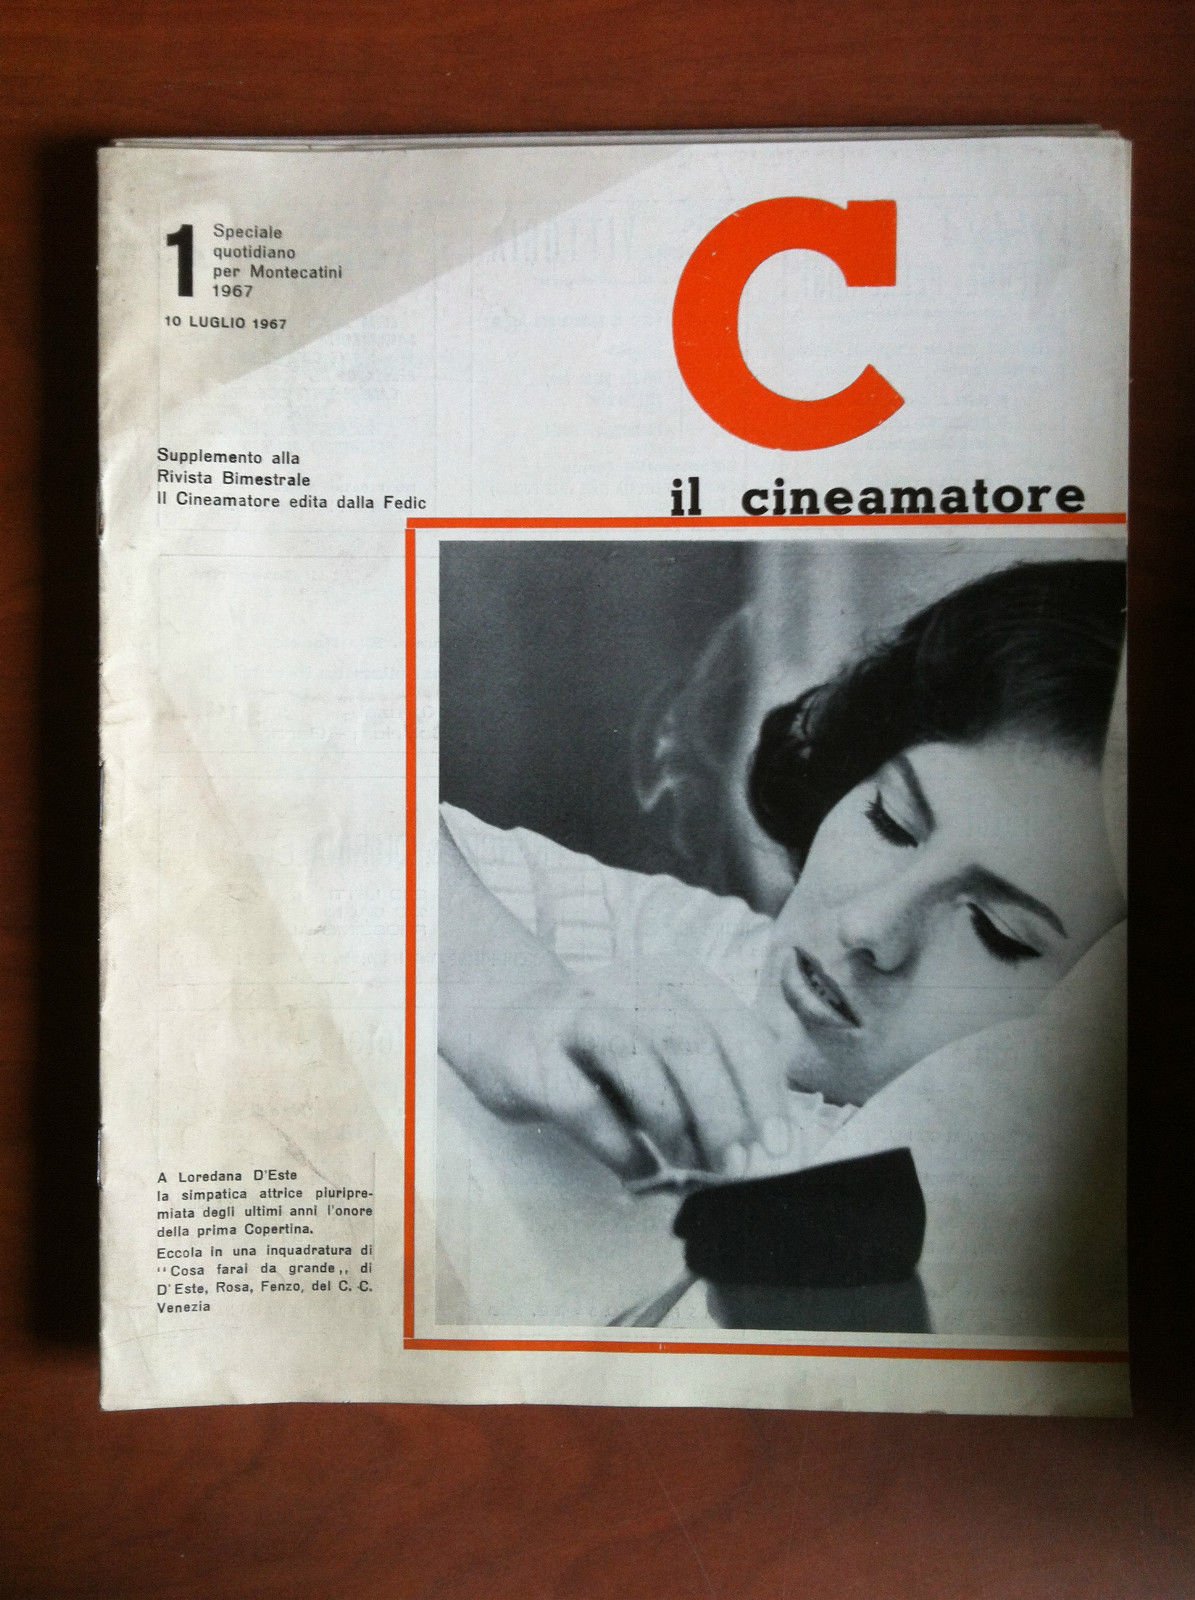 1
Speciale
quotidiano
per Montecatini
1967
10 LUGLIO 1967
C
il cineamatore
Supplemento alla
Rivista Bimestrale
Il Cineamatore edita dalla Fedic
A Loredana D'Este
la simpatica attrice pluripre-
miata degli ultimi anni l'onore
della prima Copertina.
Eccola in una inquadratura di
“Cosa farai da grande„ di
D'Este, Rosa, Fenzo, del C. C.
Venezia